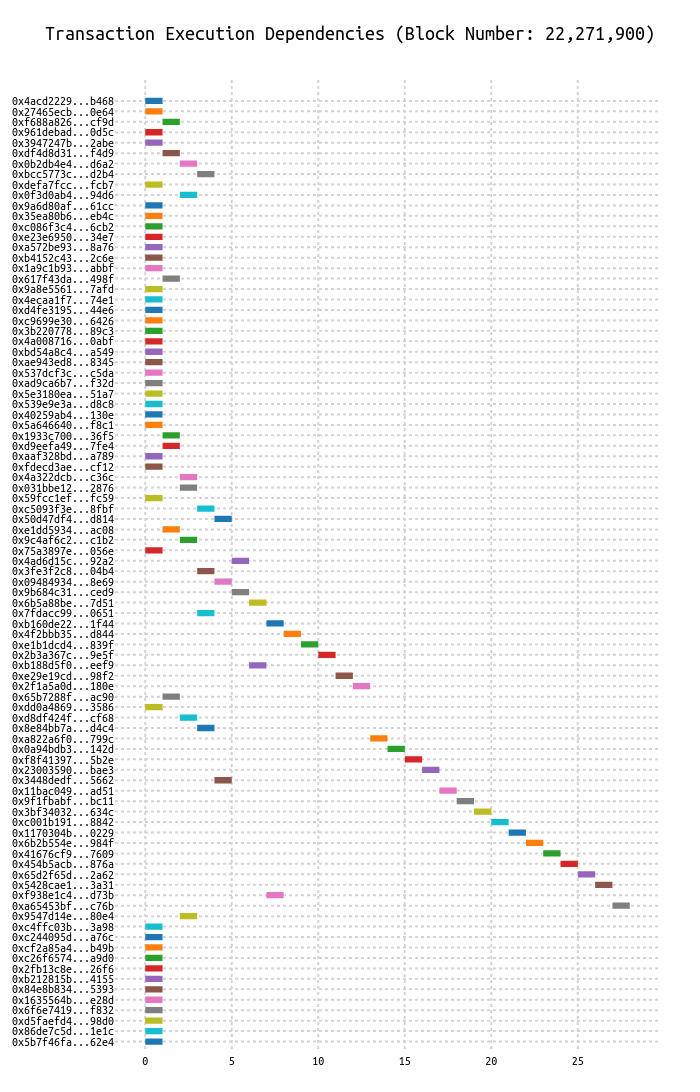 Transaction Execution Dependencies (Block Number: 22,271,900)
0x4acd2229...b468
0x27465ecb...0e64
0xf688a826...cf9d
0x961debad...0d5c
0x3947247b...2abe
0xdf4d8d31...f4d9
0x0b2db4e4...d6a2
0xbcc5773c...d2b4
0xdefa7fcc...fcb7
0x0f3d0ab4...94d6
0x9a6d80af...61cc
0x35ea80b6...eb4c
0xc086f3c4...6cb2
0xe23e6950...34e7
0xa572be93...8a76
0xb4152c43...2c6e
0x1a9c1b93...abbf
0x617f43da...498f
0x9a8e5561...7afd
0x4ecaa1f7...74e1
0xd4fe3195...44e6
0xc9699e30...6426
0x3b220778...89c3
0x4a008716...0abf
0xbd54a8c4...a549
0xae943ed8...8345
0x537dcf3c...c5da
0xad9ca6b7...f32d
0x5e3180ea...51a7
0x539e9e3a...d8c8
0x40259ab4...130e
0x5a646640...f8c1
0x1933c700...36f5
0xd9eefa49...7fe4
0xaaf328bd...a789
0xfdecd3ae...cf12
0x4a322dcb...c36c
0x031bbe12...2876
0x59fcc1ef...fc59
0xc5093f3e...8fbf
0x50d47df4...d814
0xe1dd5934...ac08
0x9c4af6c2...c1b2
0x75a3897e...056e
0x4ad6d15c...92a2
0x3fe3f2c8...04b4
0x09484934...8e69
0x9b684c31...ced9
0x6b5a88be...7d51
0x7fdacc99...0651
0xb160de22...1f44
0x4f2bbb35...d844
0xe1b1dcd4...839f
0x2b3a367c...9e5f
0xb188d5f0...eef9
0xe29e19cd...98f2
0x2f1a5a0d...180e
0x65b7288f...ac90
0xdd0a4869...3586
0xd8df424f...cf68
0x8e84bb7a...d4c4
0xa822a6f0...799c
0x0a94bdb3...142d
0xf8f41397...5b2e
0x23003590...bae3
0x3448dedf...5662
0x11bac049...ad51
0x9f1fbabf...bc11
0x3bf34032...634c
0xc001b191...8842
0x1170304b...0229
0x6b2b554e...984f
0x41676cf9...7609
0x454b5acb...876a
0x65d2f65d...2a62
0x5428cae1...3a31
0xf938e1c4...d73b
0xa65453bf...c76b
0x9547d14e...80e4
0xc4ffc03b...3a98
0xc244095d...a76c
0xcf2a85a4...b49b
0xc26f6574...a9d0
0x2fb13c8e...26f6
0xb212815b...4155
0x84e8b834...5393
0x1635564b...e28d
0x6f6e7419...f832
0xd5faefd4...98d0
0x86de7c5d...1e1c
0x5b7f46fa...62e4
0 5 10 15 20 25